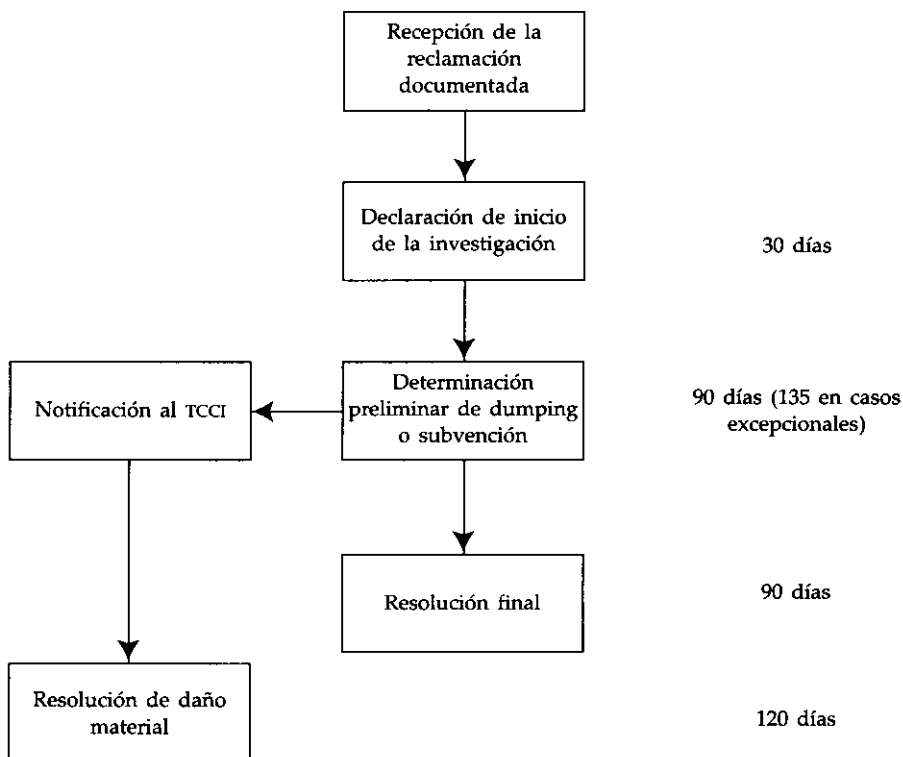 Recepción de la
reclamación
documentada
Declaración de inicio
de la investigación
30 días
Notificación al TCCI
Determinación
preliminar de dumping
o subvención
90 días (135 en casos
excepcionales)
Resolución final
90 días
Resolución de daño
material
120 días